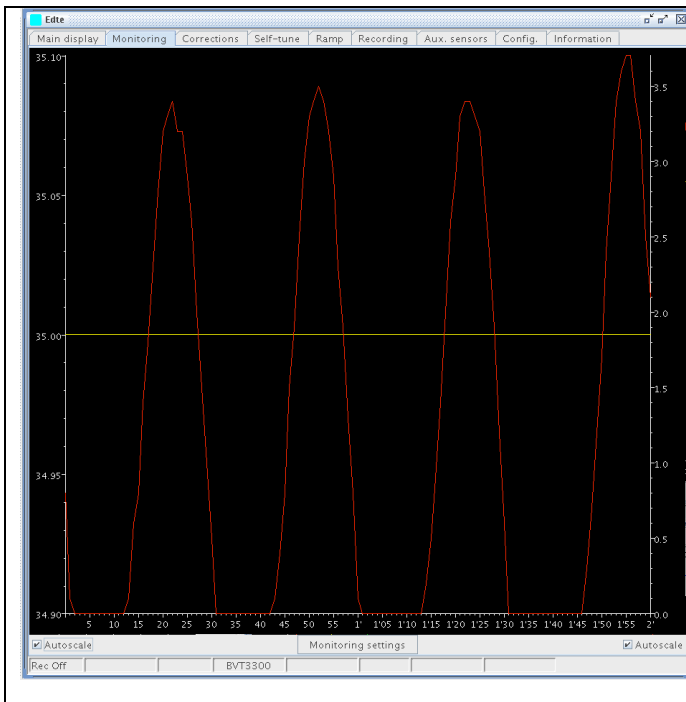 Edte
Main display Monitoring Corrections Self-tune Ramp Recording Aux. sensors Config. Information
35.10
35.05
35.00
34.95
34.90
3.5
3.0
2.5
2.0
1.5
1.0
0.5
0.0
5 10 15 20 25 30 35 40 45 50 55 1' 1'05 1'10 1'15 1'20 1'25 1'30 1'35 1'40 1'45 1'50 1'55 2'
Autoscale Monitoring settings Autoscale
Rec Off BVT3300